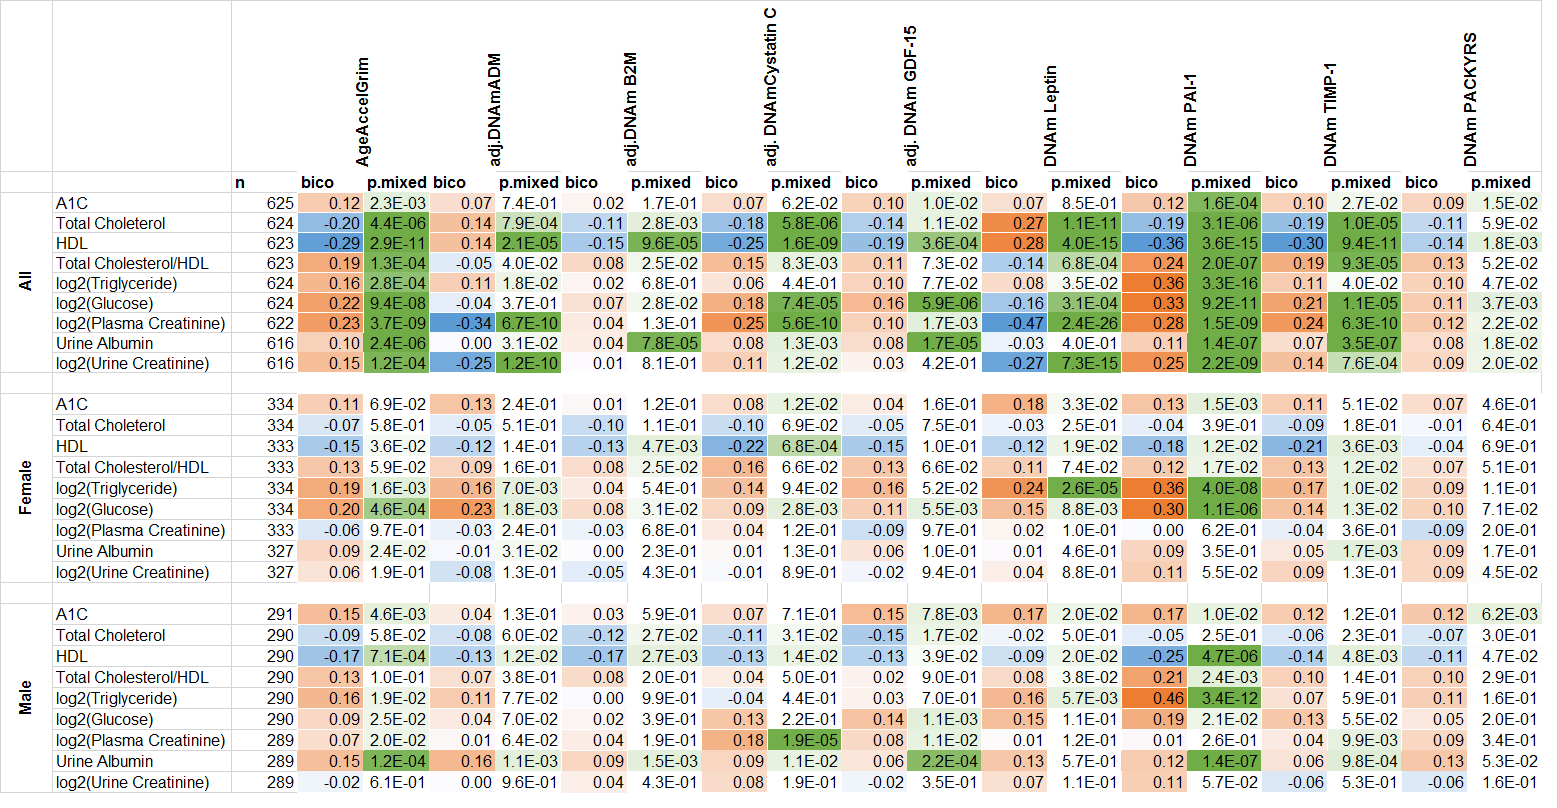 AgeAccelGrim adj.DNAmADM adj.DNAm B2M adj. DNAmCystatin C adj. DNAm GDF-15 DNAm Leptin DNAm PAI-1 DNAm TIMP-1 DNAm PACKYRS
n bico p.mixed bico p.mixed bico p.mixed bico p.mixed bico p.mixed bico p.mixed bico p.mixed bico p.mixed bico p.mixed
All
A1C 625 0.12 2.3E-03 0.07 7.4E-01 0.02 1.7E-01 0.07 6.2E-02 0.10 1.0E-02 0.07 8.5E-01 0.12 1.6E-04 0.10 2.7E-02 0.09 1.5E-02
Total Choleterol 624 -0.20 4.4E-06 0.14 7.9E-04 -0.11 2.8E-03 -0.18 5.8E-06 -0.14 1.1E-02 0.27 1.1E-11 -0.19 3.1E-06 -0.19 1.0E-05 -0.11 5.9E-02
HDL 623 -0.29 2.9E-11 0.14 2.1E-05 -0.15 9.6E-05 -0.25 1.6E-09 -0.19 3.6E-04 0.28 4.0E-15 -0.36 3.6E-15 -0.30 9.4E-11 -0.14 1.8E-03
Total Cholesterol/HDL 623 0.19 1.3E-04 -0.05 4.0E-02 0.08 2.5E-02 0.15 8.3E-03 0.11 7.3E-02 -0.14 6.8E-04 0.24 2.0E-07 0.19 9.3E-05 0.13 5.2E-02
log2(Triglyceride) 624 0.16 2.8E-04 0.11 1.8E-02 0.02 6.8E-01 0.06 4.4E-01 0.10 7.7E-02 0.08 3.5E-02 0.36 3.3E-16 0.11 4.0E-02 0.10 4.7E-02
log2(Glucose) 624 0.22 9.4E-08 -0.04 3.7E-01 0.07 2.8E-02 0.18 7.4E-05 0.16 5.9E-06 -0.16 3.1E-04 0.33 9.2E-11 0.21 1.1E-05 0.11 3.7E-03
log2(Plasma Creatinine) 622 0.23 3.7E-09 -0.34 6.7E-10 0.04 1.3E-01 0.25 5.6E-10 0.10 1.7E-03 -0.47 2.4E-26 0.28 1.5E-09 0.24 6.3E-10 0.12 2.2E-02
Urine Albumin 616 0.10 2.4E-06 0.00 3.1E-02 0.04 7.8E-05 0.08 1.3E-03 0.08 1.7E-05 -0.03 4.0E-01 0.11 1.4E-07 0.07 3.5E-07 0.08 1.8E-02
log2(Urine Creatinine) 616 0.15 1.2E-04 -0.25 1.2E-10 0.01 8.1E-01 0.11 1.2E-02 0.03 4.2E-01 -0.27 7.3E-15 0.25 2.2E-09 0.14 7.6E-04 0.09 2.0E-02
Female
A1C 334 0.11 6.9E-02 0.13 2.4E-01 0.01 1.2E-01 0.08 1.2E-02 0.04 1.6E-01 0.18 3.3E-02 0.13 1.5E-03 0.11 5.1E-02 0.07 4.6E-01
Total Choleterol 334 -0.07 5.8E-01 -0.05 5.1E-01 -0.10 1.1E-01 -0.10 6.9E-02 -0.05 7.5E-01 -0.03 2.5E-01 -0.04 3.9E-01 -0.09 1.8E-01 -0.01 6.4E-01
HDL 333 -0.15 3.6E-02 -0.12 1.4E-01 -0.13 4.7E-03 -0.22 6.8E-04 -0.15 1.0E-01 -0.12 1.9E-02 -0.18 1.2E-02 -0.21 3.6E-03 -0.04 6.9E-01
Total Cholesterol/HDL 333 0.13 5.9E-02 0.09 1.6E-01 0.08 2.5E-02 0.16 6.6E-02 0.13 6.6E-02 0.11 7.4E-02 0.12 1.7E-02 0.13 1.2E-02 0.07 5.1E-01
log2(Triglyceride) 334 0.19 1.6E-03 0.16 7.0E-03 0.04 5.4E-01 0.14 9.4E-02 0.16 5.2E-02 0.24 2.6E-05 0.36 4.0E-08 0.17 1.0E-02 0.09 1.1E-01
log2(Glucose) 334 0.20 4.6E-04 0.23 1.8E-03 0.08 3.1E-02 0.09 2.8E-03 0.11 5.5E-03 0.15 8.8E-03 0.30 1.1E-06 0.14 1.3E-02 0.10 7.1E-02
log2(Plasma Creatinine) 333 -0.06 9.7E-01 -0.03 2.4E-01 -0.03 6.8E-01 0.04 1.2E-01 -0.09 9.7E-01 0.02 1.0E-01 0.00 6.2E-01 -0.04 3.6E-01 -0.09 2.0E-01
Urine Albumin 327 0.09 2.4E-02 -0.01 3.1E-02 0.00 2.3E-01 0.01 1.3E-01 0.06 1.0E-01 0.01 4.6E-01 0.09 3.5E-01 0.05 1.7E-03 0.09 1.7E-01
log2(Urine Creatinine) 327 0.06 1.9E-01 -0.08 1.3E-01 -0.05 4.3E-01 -0.01 8.9E-01 -0.02 9.4E-01 0.04 8.8E-01 0.11 5.5E-02 0.09 1.3E-01 0.09 4.5E-02
Male
A1C 291 0.15 4.6E-03 0.04 1.3E-01 0.03 5.9E-01 0.07 7.1E-01 0.15 7.8E-03 0.17 2.0E-02 0.17 1.0E-02 0.12 1.2E-01 0.12 6.2E-03
Total Choleterol 290 -0.09 5.8E-02 -0.08 6.0E-02 -0.12 2.7E-02 -0.11 3.1E-02 -0.15 1.7E-02 -0.02 5.0E-01 -0.05 2.5E-01 -0.06 2.3E-01 -0.07 3.0E-01
HDL 290 -0.17 7.1E-04 -0.13 1.2E-02 -0.17 2.7E-03 -0.13 1.4E-02 -0.13 3.9E-02 -0.09 2.0E-02 -0.25 4.7E-06 -0.14 4.8E-03 -0.11 4.7E-02
Total Cholesterol/HDL 290 0.13 1.0E-01 0.07 3.8E-01 0.08 2.0E-01 0.04 5.0E-01 0.02 9.0E-01 0.08 3.8E-02 0.21 2.4E-03 0.10 1.4E-01 0.10 2.9E-01
log2(Triglyceride) 290 0.16 1.9E-02 0.11 7.7E-02 0.00 9.9E-01 -0.04 4.4E-01 0.03 7.0E-01 0.16 5.7E-03 0.46 3.4E-12 0.07 5.9E-01 0.11 1.6E-01
log2(Glucose) 290 0.09 2.5E-02 0.04 7.0E-02 0.02 3.9E-01 0.13 2.2E-01 0.14 1.1E-03 0.15 1.1E-01 0.19 2.1E-02 0.13 5.5E-02 0.05 2.0E-01
log2(Plasma Creatinine) 289 0.07 2.0E-02 0.01 6.4E-02 0.04 1.9E-01 0.18 1.9E-05 0.08 1.1E-02 0.01 1.2E-01 0.01 2.6E-01 0.04 9.9E-03 0.09 3.4E-01
Urine Albumin 289 0.15 1.2E-04 0.16 1.1E-03 0.09 1.5E-03 0.09 1.1E-02 0.06 2.2E-04 0.13 5.7E-01 0.12 1.4E-07 0.06 9.8E-04 0.13 5.3E-02
log2(Urine Creatinine) 289 -0.02 6.1E-01 0.00 9.6E-01 0.04 4.3E-01 0.08 1.9E-01 -0.02 3.5E-01 0.07 1.1E-01 0.11 5.7E-02 -0.06 5.3E-01 -0.06 1.6E-01